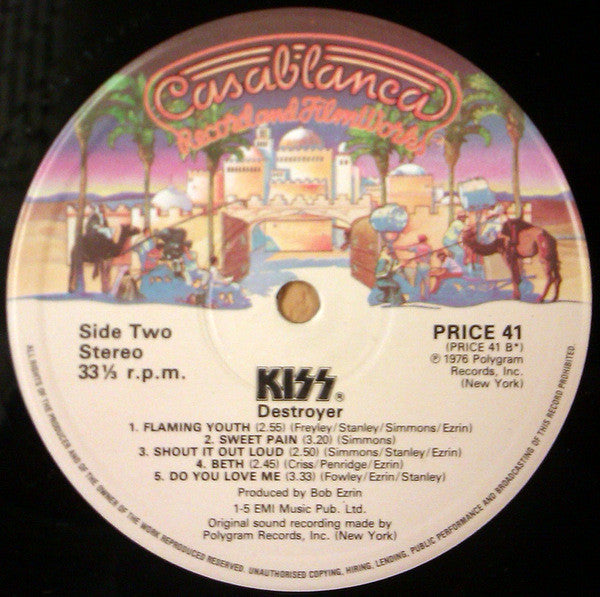 Casablanca
Record and FilmWorks
Side Two
Stereo
33⅓ r.p.m.
PRICE 41
(PRICE 41 B*)
℗ 1976 Polygram
Records, Inc.
(New York)
KISS®
Destroyer
1. FLAMING YOUTH (2.55) (Freyley/Stanley/Simmons/Ezrin)
2. SWEET PAIN (3.20) (Simmons)
3. SHOUT IT OUT LOUD (2.50) (Simmons/Stanley/Ezrin)
4. BETH (2.45) (Criss/Penridge/Ezrin)
5. DO YOU LOVE ME (3.33) (Fowley/Ezrin/Stanley)
Produced by Bob Ezrin
1-5 EMI Music Pub. Ltd.
Original sound recording made by
Polygram Records, Inc. (New York)
ALL RIGHTS OF THE PRODUCER AND OF THE OWNER OF THE WORK REPRODUCED RESERVED. UNAUTHORISED COPYING, HIRING, LENDING, PUBLIC PERFORMANCE AND BROADCASTING OF THIS RECORD PROHIBITED.